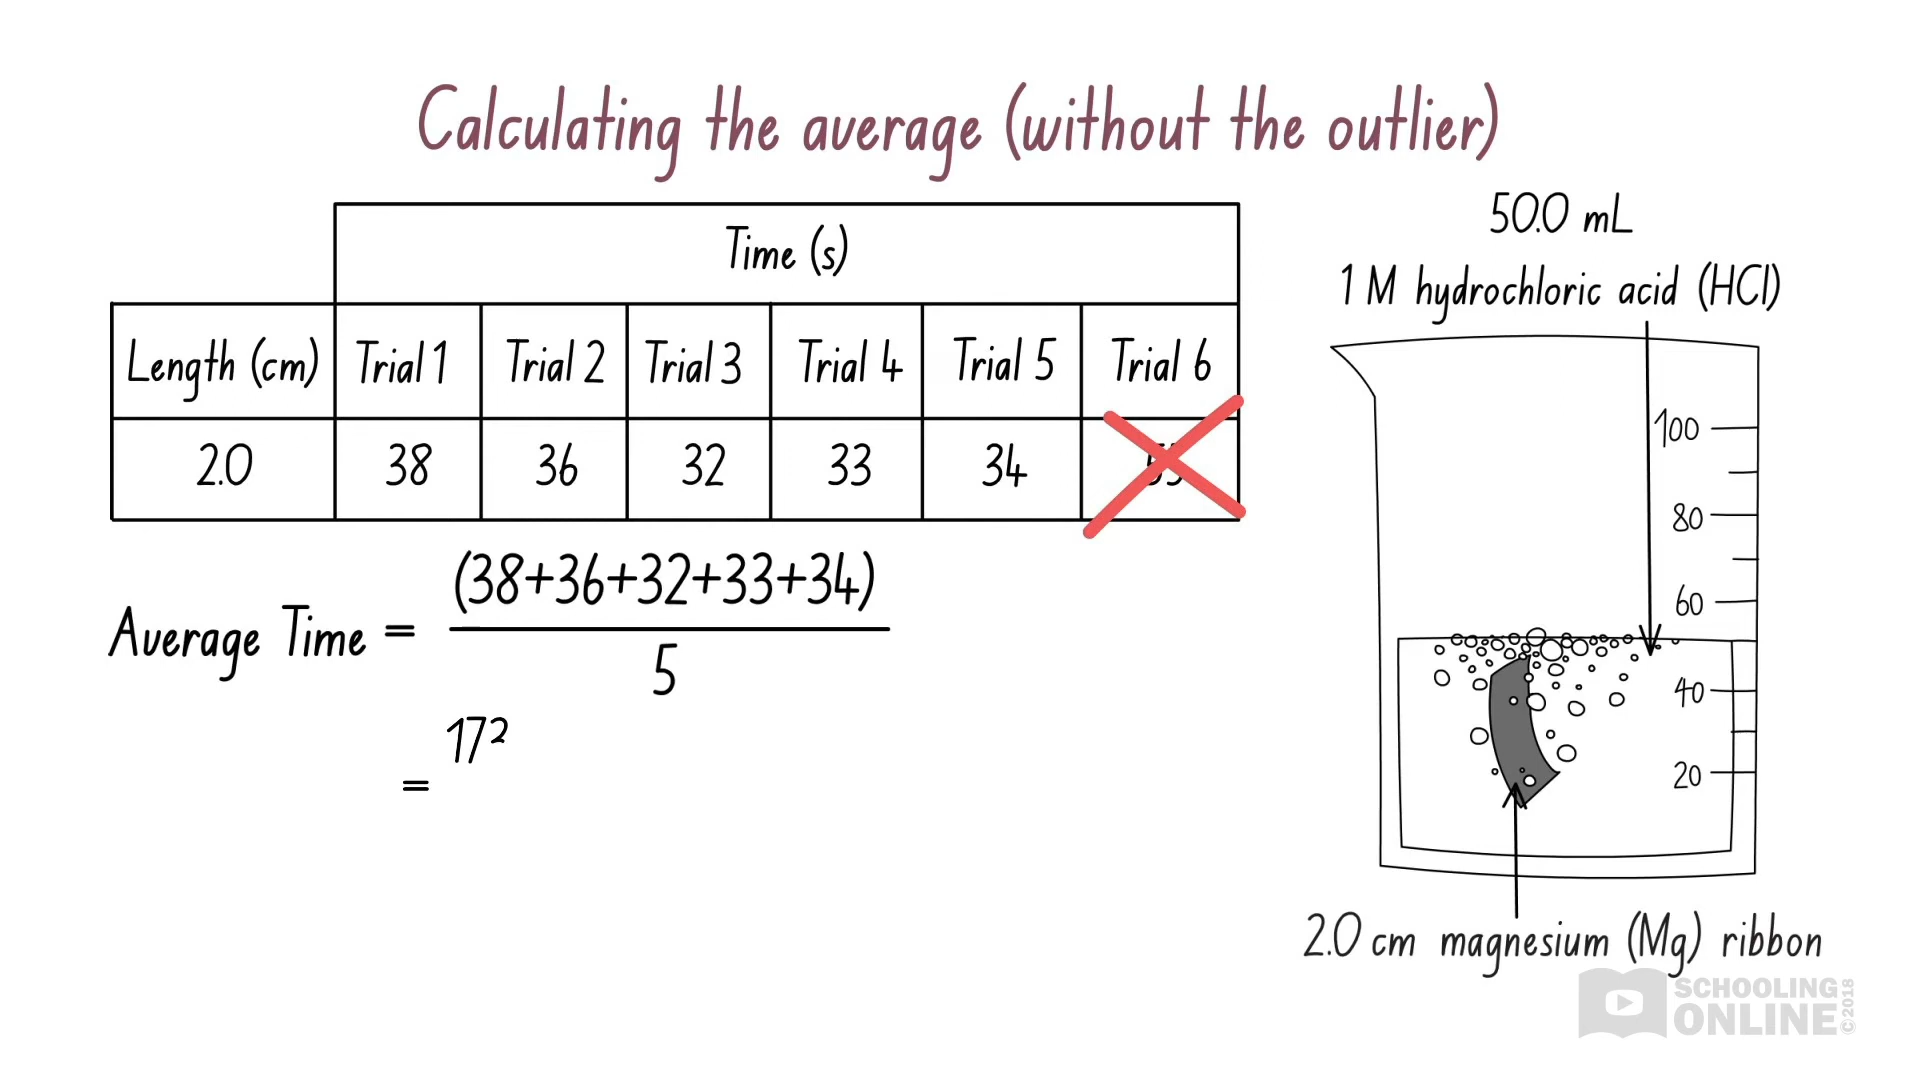 Calculating the average (without the outlier)
Time (s)
Length (cm) Trial 1 Trial 2 Trial 3 Trial 4 Trial 5 Trial 6
2.0 38 36 32 33 34
Average Time = (38+36+32+33+34)
5
= 17
50.0 mL
1 M hydrochloric acid (HCl)
100
80
60
40
20
2.0 cm magnesium (Mg) ribbon
SCHOOLING
ONLINE
©2018